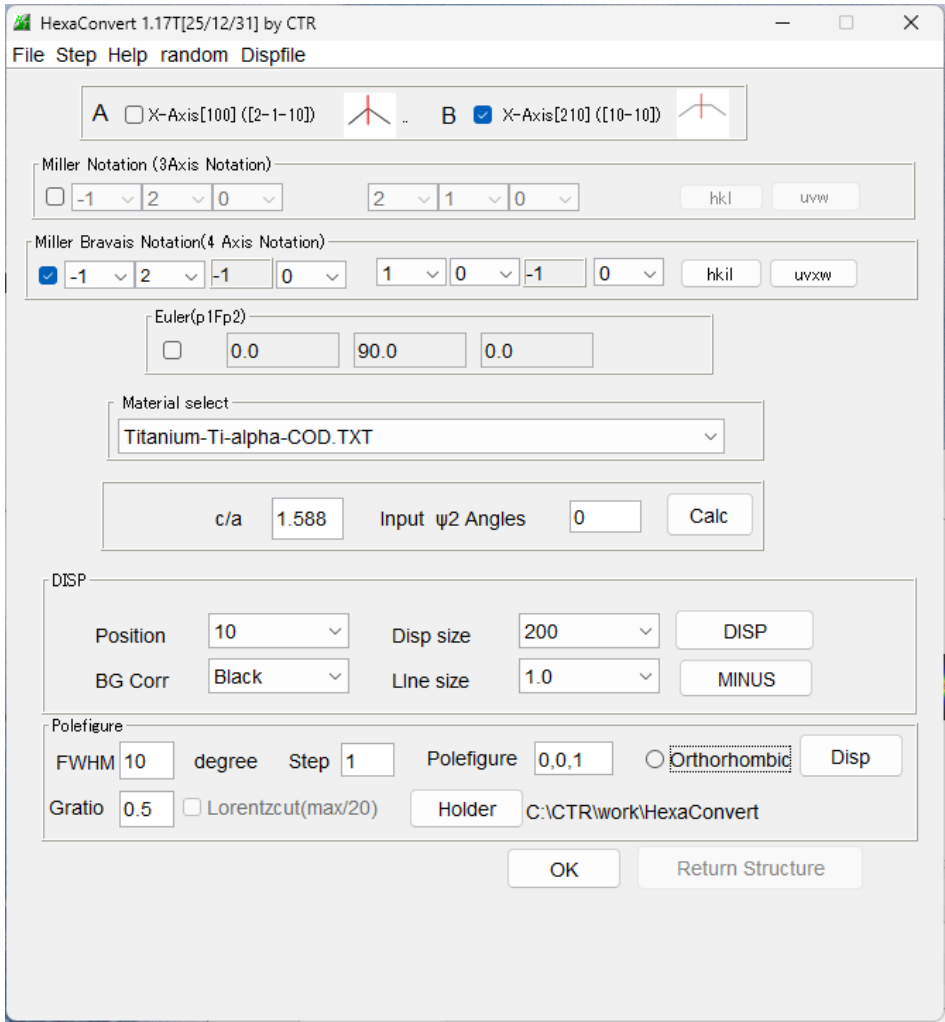 HexaConvert 1.17T[25/12/31] by CTR
File Step Help random Dispfile
A X-Axis[100] ([2-1-10]) .. B X-Axis[210] ([10-10])
Miller Notation (3Axis Notation)
-1 2 0 2 1 0 hkl uvw
Miller Bravais Notation(4 Axis Notation)
-1 2 -1 0 1 0 -1 0 hkil uvxw
Euler(p1Fp2)
0.0 90.0 0.0
Material select
Titanium-Ti-alpha-COD.TXT
c/a 1.588 Input ψ2 Angles 0 Calc
DISP
Position 10 Disp size 200 DISP
BG Corr Black LIne size 1.0 MINUS
Polefigure
FWHM 10 degree Step 1 Polefigure 0,0,1 Orthorhombic Disp
Gratio 0.5 Lorentzcut(max/20) Holder C:\CTR\work\HexaConvert
OK Return Structure